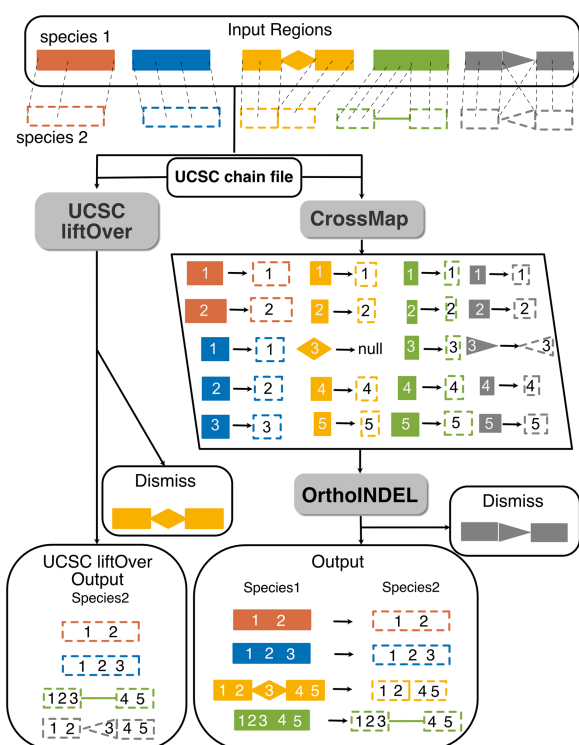 Input Regions
species 1
species 2
UCSC chain file
UCSC
liftOver
CrossMap
1 1 1 1 1 1 1 1
2 2 2 2 2 2 2 2
1 1 3 null 3 3 3 3
2 2 4 4 4 4 4 4
3 3 5 5 5 5 5 5
Dismiss
OrthoINDEL
Dismiss
UCSC liftOver
Output
Species2
1 2
1 2 3
123 4 5
1 2 3 4 5
Output
Species1 Species2
1 2 1 2
1 2 3 1 2 3
1 2 3 4 5 1 2 4 5
123 4 5 123 4 5